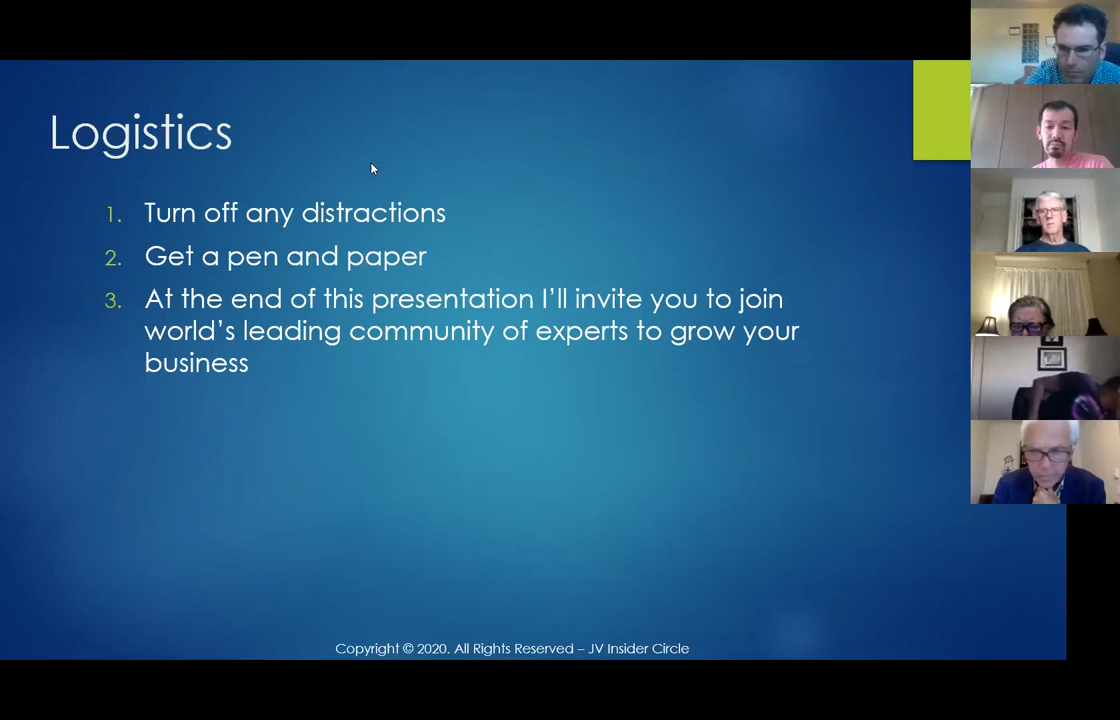 Logistics
1. Turn off any distractions
2. Get a pen and paper
3. At the end of this presentation I’ll invite you to join
world’s leading community of experts to grow your
business
Copyright © 2020. All Rights Reserved – JV Insider Circle